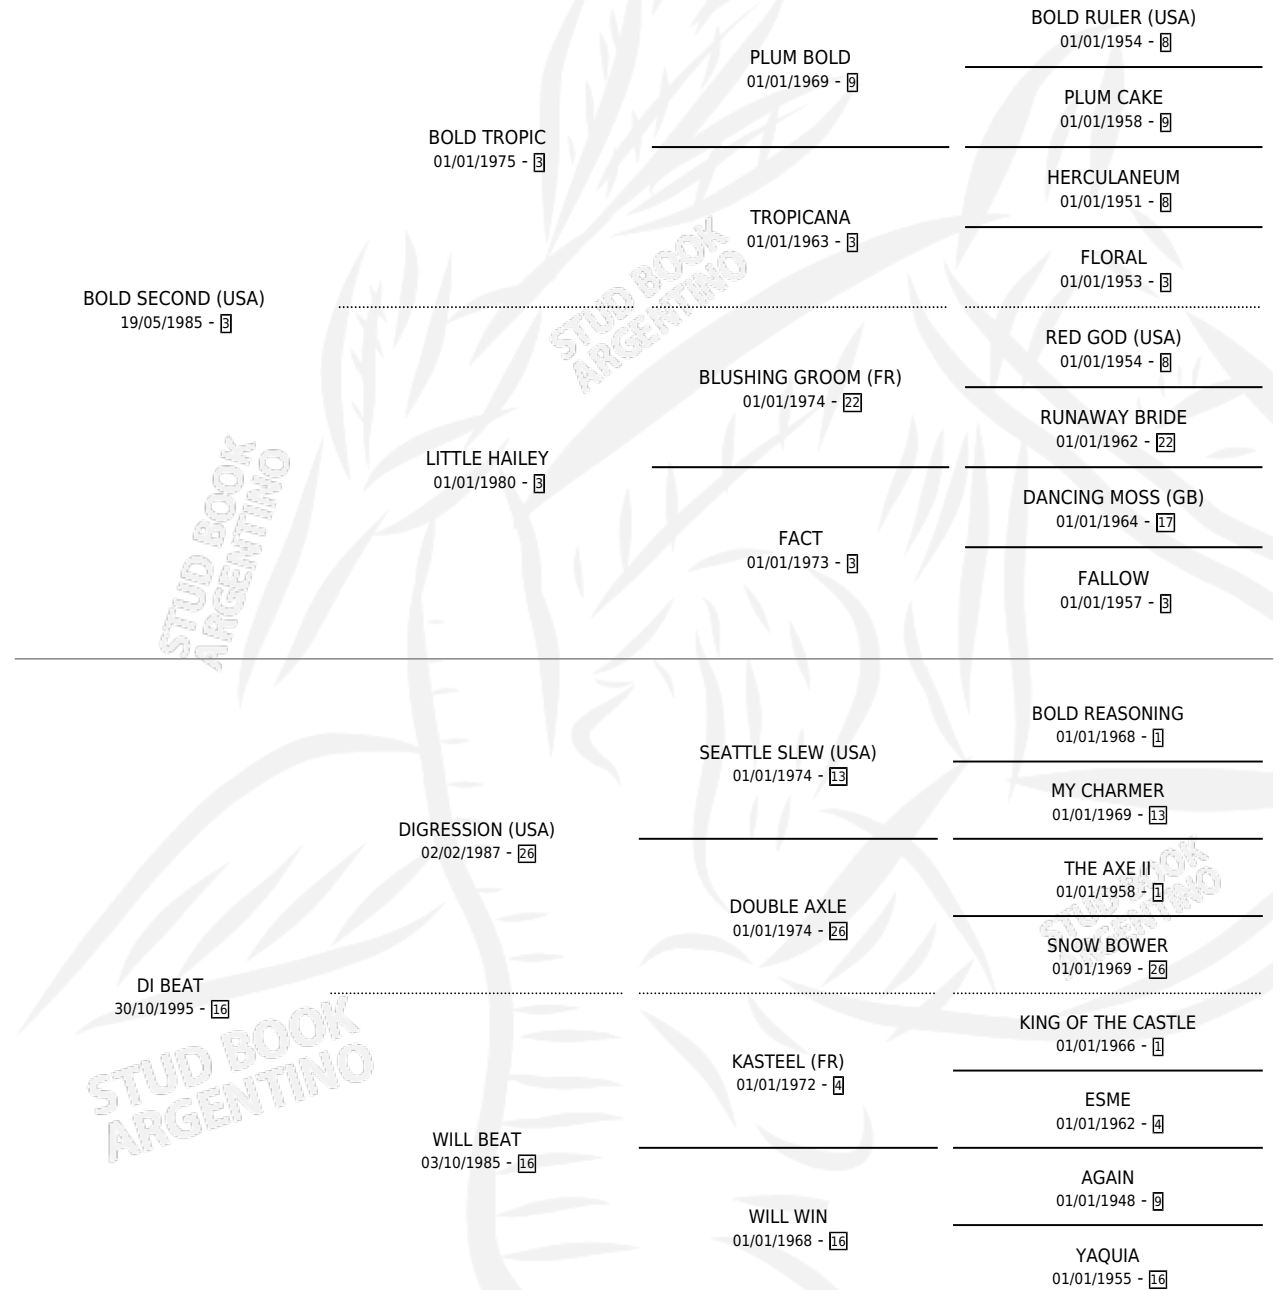 BOLD RULER (USA)
01/01/1954 - 8
PLUM BOLD
01/01/1969 - 9
PLUM CAKE
01/01/1958 - 9
BOLD TROPIC
01/01/1975 - 3
HERCULANEUM
01/01/1951 - 8
TROPICANA
01/01/1963 - 3
FLORAL
01/01/1953 - 3
BOLD SECOND (USA)
19/05/1985 - 3
RED GOD (USA)
01/01/1954 - 8
BLUSHING GROOM (FR)
01/01/1974 - 22
RUNAWAY BRIDE
01/01/1962 - 22
LITTLE HAILEY
01/01/1980 - 3
DANCING MOSS (GB)
01/01/1964 - 17
FACT
01/01/1973 - 3
FALLOW
01/01/1957 - 3
STUD BOOK
ARGENTINO
STUD BOOK
ARGENTINO
BOLD REASONING
01/01/1968 - 1
SEATTLE SLEW (USA)
01/01/1974 - 13
MY CHARMER
01/01/1969 - 13
DIGRESSION (USA)
02/02/1987 - 26
THE AXE II
01/01/1958 - 1
DOUBLE AXLE
01/01/1974 - 26
SNOW BOWER
01/01/1969 - 26
DI BEAT
30/10/1995 - 16
KING OF THE CASTLE
01/01/1966 - 1
KASTEEL (FR)
01/01/1972 - 4
ESME
01/01/1962 - 4
WILL BEAT
03/10/1985 - 16
AGAIN
01/01/1948 - 9
WILL WIN
01/01/1968 - 16
YAQUIA
01/01/1955 - 16
STUD BOOK
ARGENTINO
STUD BOOK
ARGENTINO